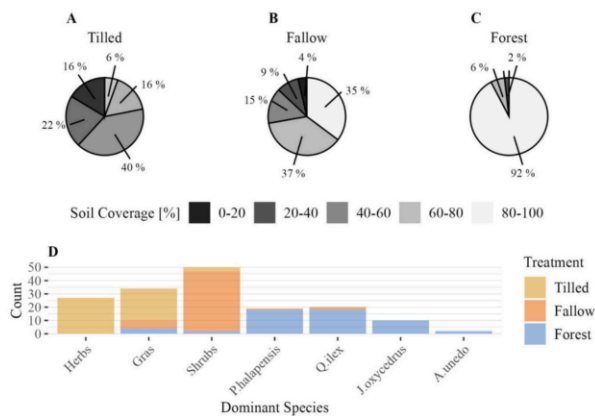 A B C
Tilled Fallow Forest
6 % 4 % 2 %
16 % 16 % 9 % 35 % 6 %
22 % 15 %
40 % 37 % 92 %
Soil Coverage [%] 0-20 20-40 40-60 60-80 80-100
D
50
40
30
20
10
0
Count
Herbs Gras Shrubs P.halapensis Q.ilex J.oxycedrus A.unedo
Dominant Species
Treatment
Tilled
Fallow
Forest